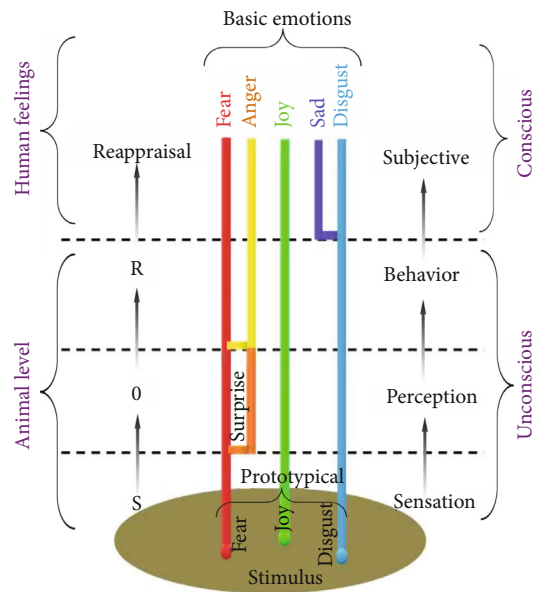 Basic emotions
Human feelings
Conscious
Fear
Anger
Joy
Sad
Disgust
Reappraisal
Subjective
R
Behavior
Animal level
Unconscious
0
Surprise
Perception
Prototypical
S
Fear
Joy
Disgust
Sensation
Stimulus